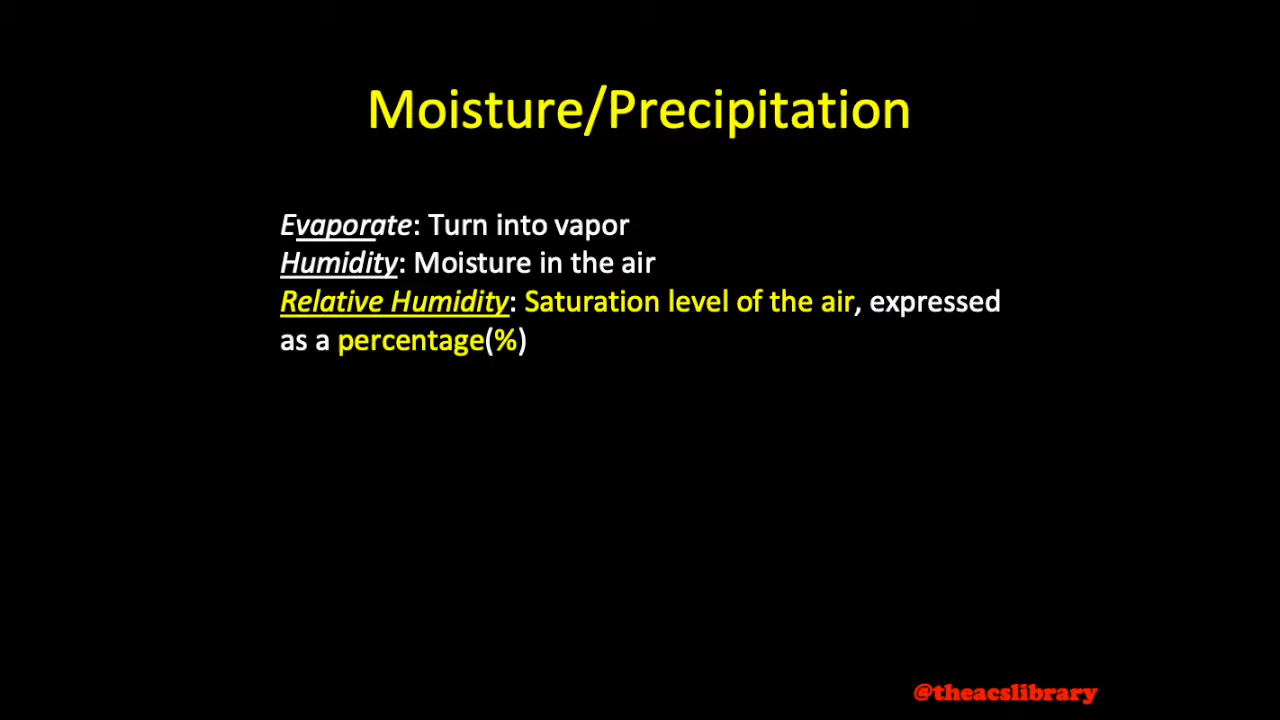 Moisture/Precipitation
Evaporate: Turn into vapor
Humidity: Moisture in the air
Relative Humidity: Saturation level of the air, expressed
as a percentage(%)
@theacslibrary